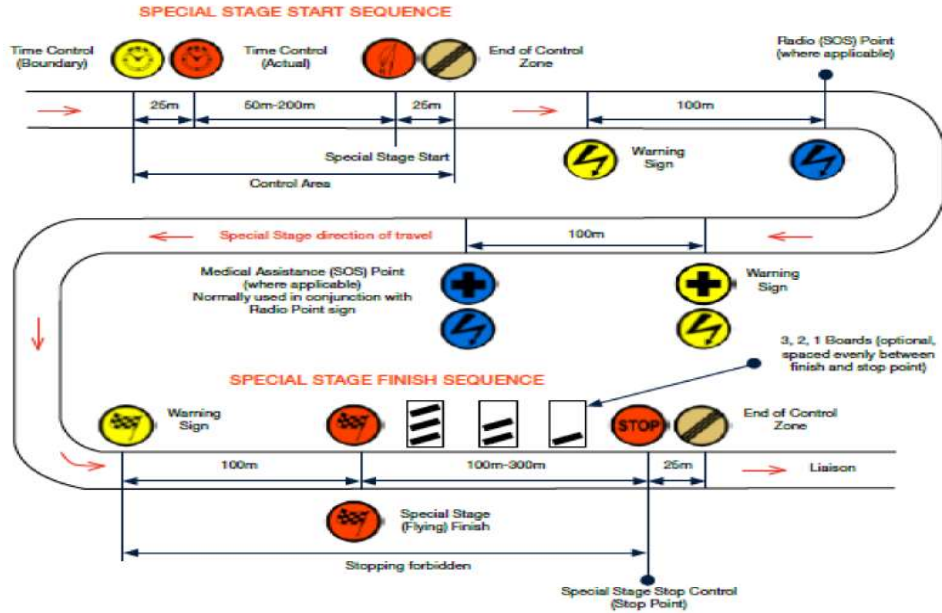 SPECIAL STAGE START SEQUENCE
Time Control
(Boundary)
Time Control
(Actual)
End of Control
Zone
Radio (SOS) Point
(where applicable)
25m
50m-200m
25m
100m
Special Stage Start
Control Area
Warning
Sign
Special Stage direction of travel
100m
Medical Assistance (SOS) Point
(where applicable)
Normally used in conjunction with
Radio Point sign
Warning
Sign
3, 2, 1 Boards (optional,
spaced evenly between
finish and stop point)
SPECIAL STAGE FINISH SEQUENCE
Warning
Sign
STOP
End of Control
Zone
100m
100m-300m
25m
Liaison
Special Stage
(Flying) Finish
Stopping forbidden
Special Stage Stop Control
(Stop Point)